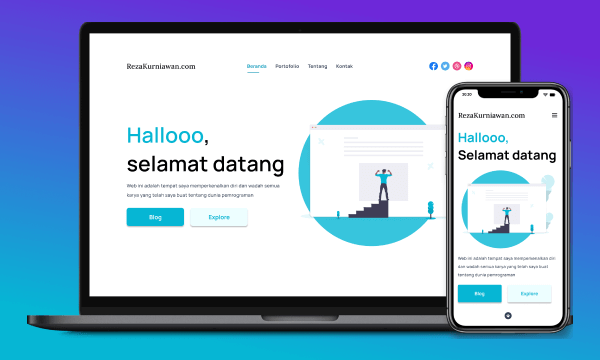 RezaKurniawan.com
Beranda Portofolio Tentang Kontak
Hallooo,
selamat datang
Web ini adalah tempat saya memperkenalkan diri dan wadah semua
karya yang telah saya buat tentang dunia pemrograman
Blog Explore
RezaKurniawan.com
Hallooo,
Selamat datang
Web ini adalah tempat saya memperkenalkan diri
dan wadah semua karya yang telah saya buat
tentang dunia pemrograman
Blog Explore